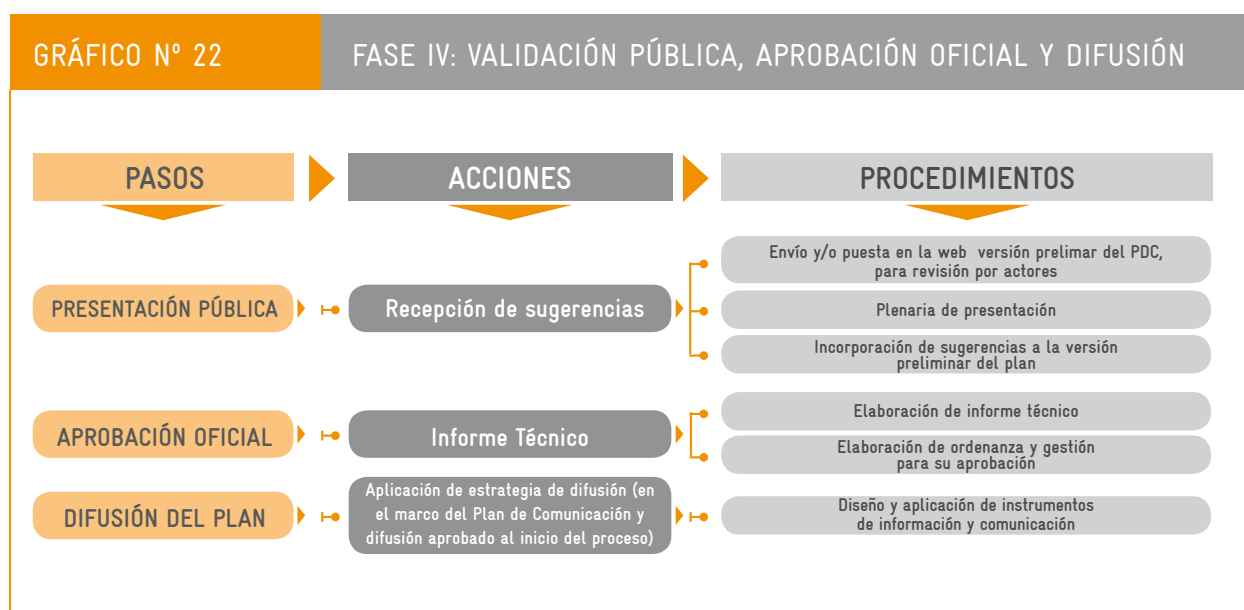 GRÁFICO Nº 22
FASE IV: VALIDACIÓN PÚBLICA, APROBACIÓN OFICIAL Y DIFUSIÓN
PASOS
ACCIONES
PROCEDIMIENTOS
PRESENTACIÓN PÚBLICA
Recepción de sugerencias
Envío y/o puesta en la web versión prelimar del PDC,
para revisión por actores
Plenaria de presentación
Incorporación de sugerencias a la versión
preliminar del plan
APROBACIÓN OFICIAL
Informe Técnico
Elaboración de informe técnico
Elaboración de ordenanza y gestión
para su aprobación
DIFUSIÓN DEL PLAN
Aplicación de estrategia de difusión (en
el marco del Plan de Comunicación y
difusión aprobado al inicio del proceso)
Diseño y aplicación de instrumentos
de información y comunicación